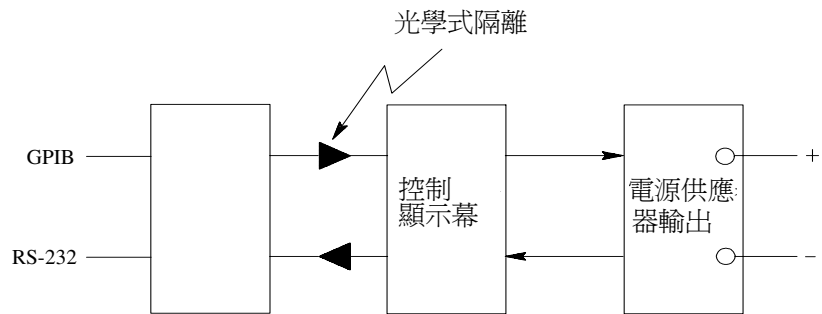 光學式隔離
GPIB
RS-232
控制
顯示幕
電源供應
器輸出
+
-